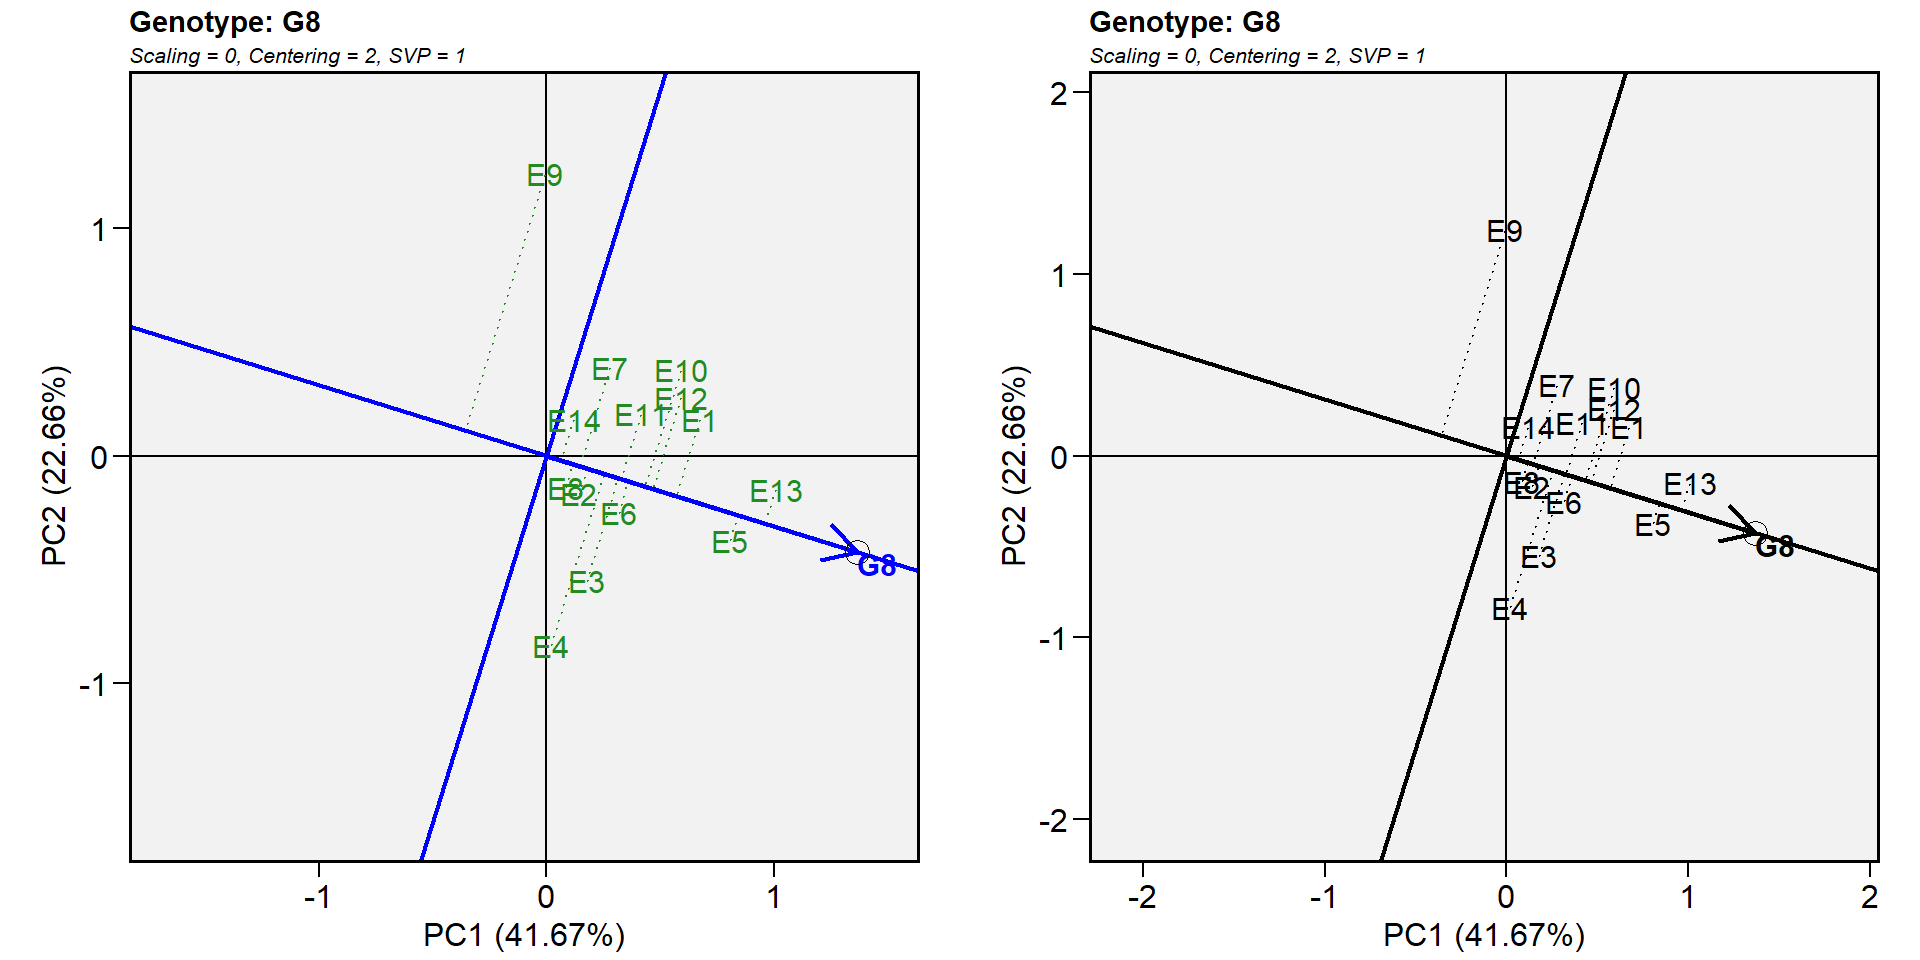 Genotype: G8
Scaling = 0, Centering = 2, SVP = 1
E9
1
E7
E10
E12
E14
E11
E1
0
E8
E2
E13
E6
E5
G8
E3
E4
-1
-1
0
1
PC1 (41.67%)
PC2 (22.66%)
Genotype: G8
Scaling = 0, Centering = 2, SVP = 1
2
E9
1
E7
E10
E12
E14
E11
E1
0
E8
E2
E13
E6
E5
G8
E3
E4
-1
-2
-2
-1
0
1
2
PC1 (41.67%)
PC2 (22.66%)